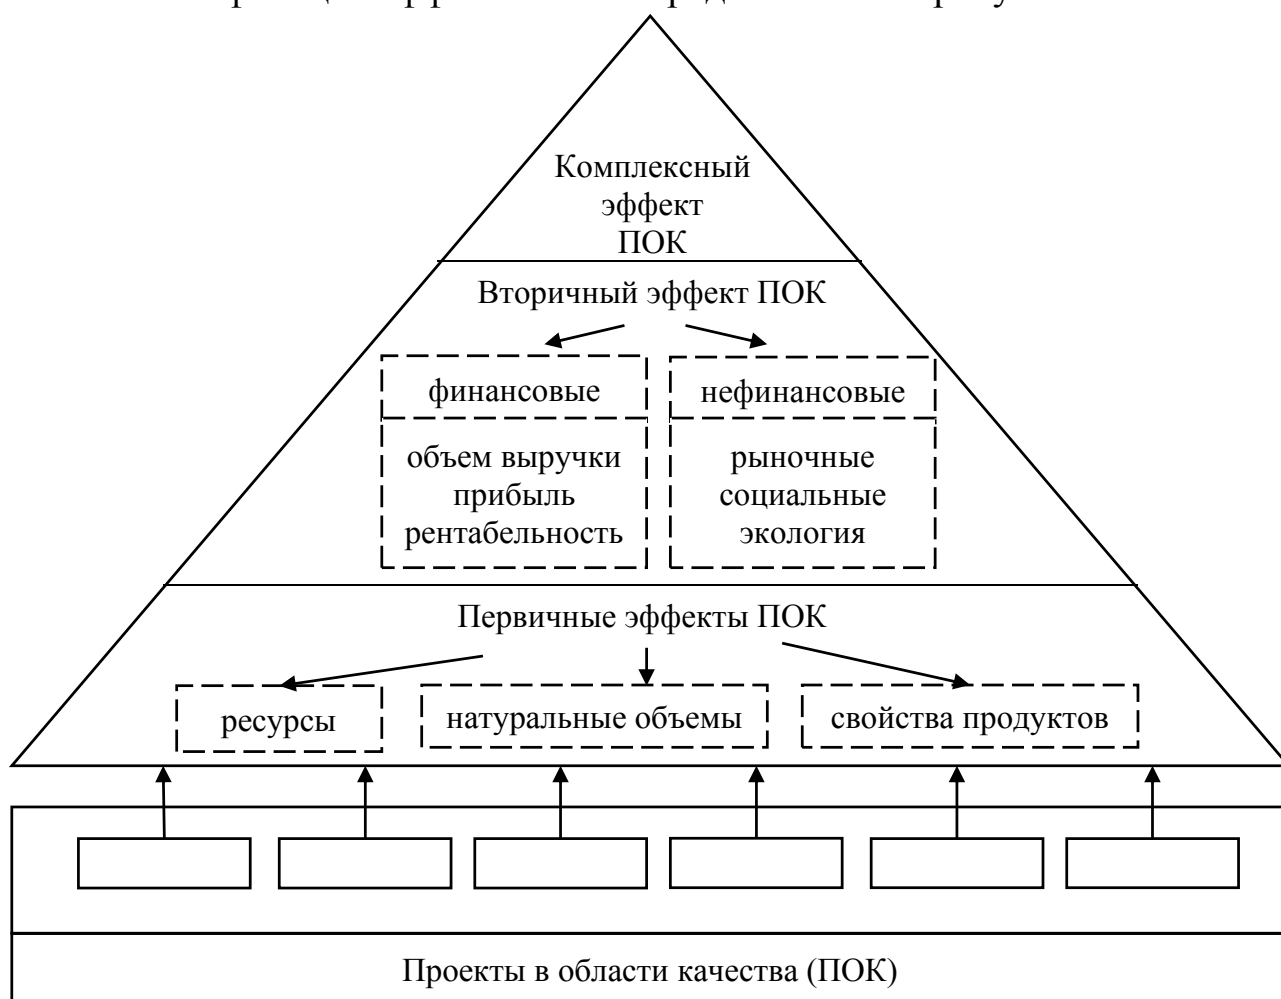 Комплексный
эффект
ПОК
Вторичный эффект ПОК
финансовые
нефинансовые
объем выручки
прибыль
рентабельность
рыночные
социальные
экология
Первичные эффекты ПОК
ресурсы
натуральные объемы
свойства продуктов
Проекты в области качества (ПОК)